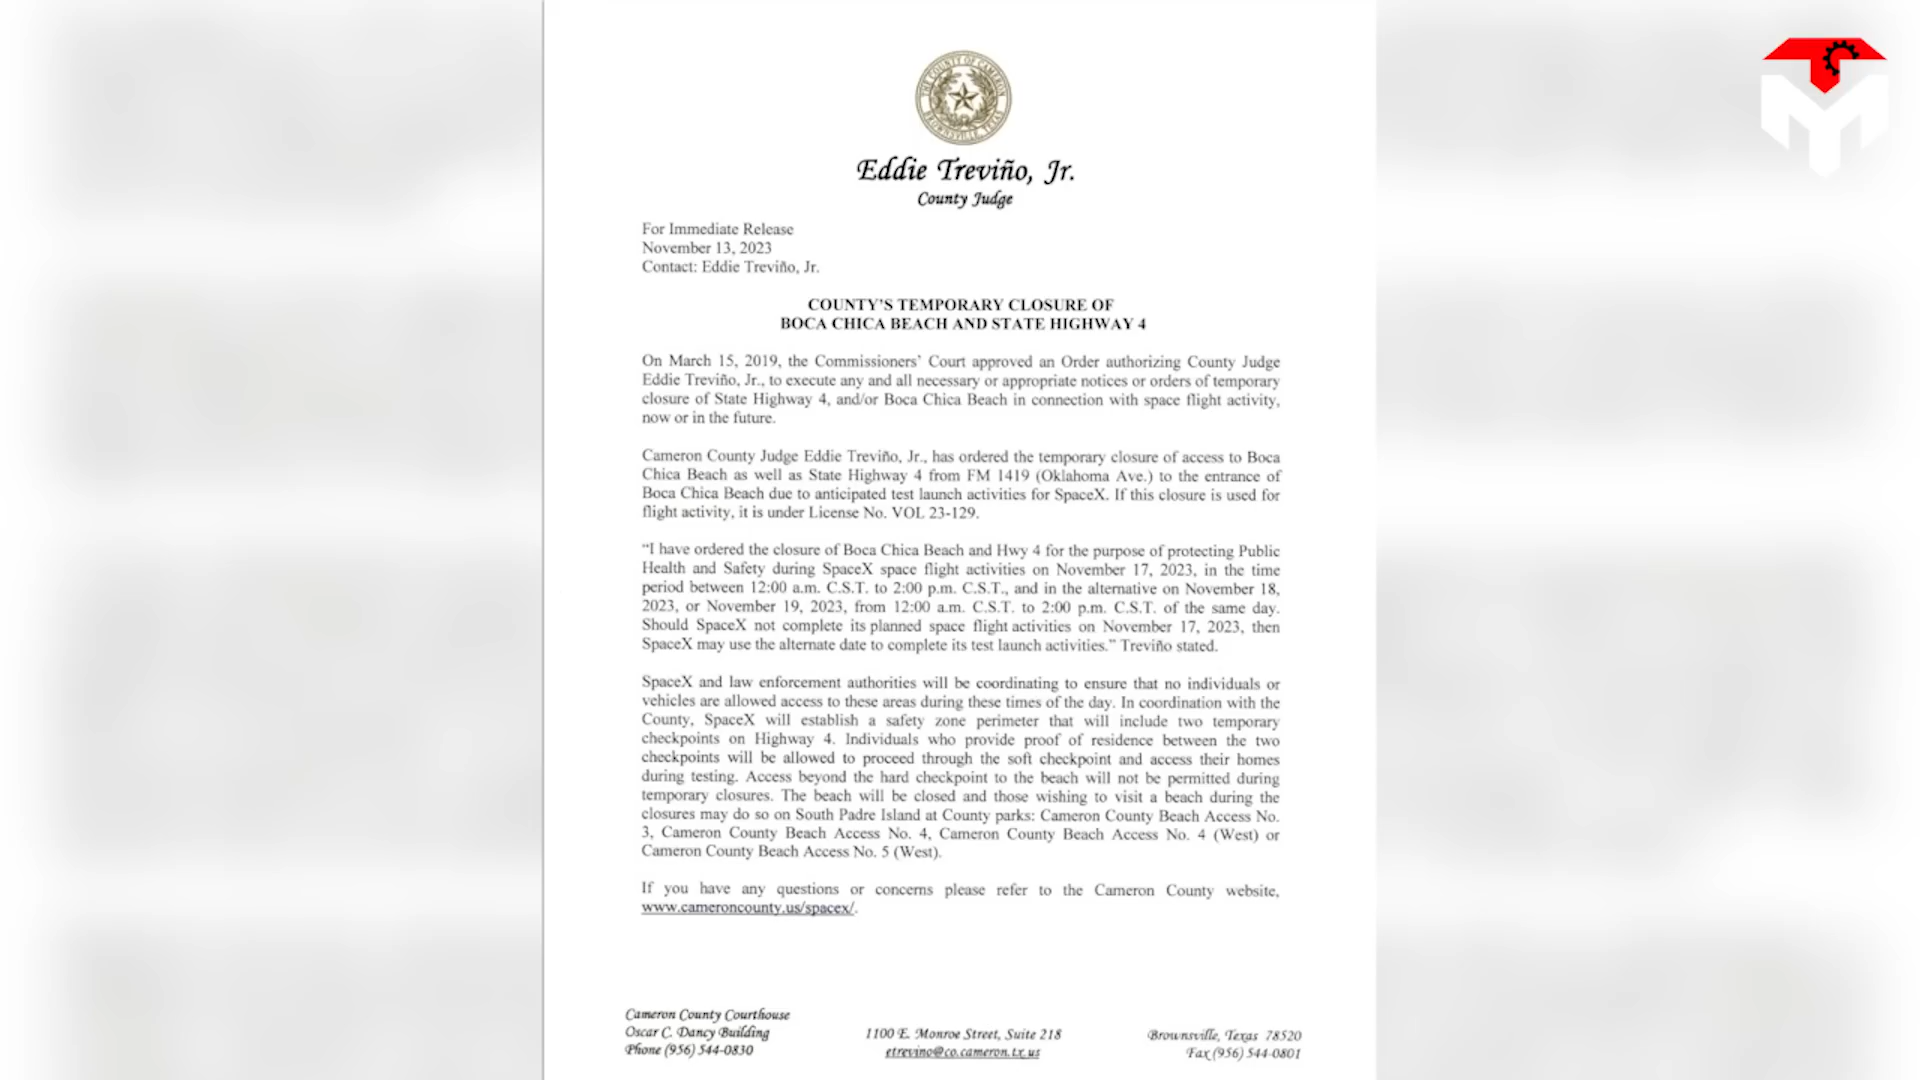 THE COUNTY OF CAMERON
BROWNSVILLE, TEXAS
Eddie Treviño, Jr.
County Judge
For Immediate Release
November 13, 2023
Contact: Eddie Treviño, Jr.
COUNTY'S TEMPORARY CLOSURE OF
BOCA CHICA BEACH AND STATE HIGHWAY 4
On March 15, 2019, the Commissioners' Court approved an Order authorizing County Judge
Eddie Treviño, Jr., to execute any and all necessary or appropriate notices or orders of temporary
closure of State Highway 4, and/or Boca Chica Beach in connection with space flight activity,
now or in the future.
Cameron County Judge Eddie Treviño, Jr., has ordered the temporary closure of access to Boca
Chica Beach as well as State Highway 4 from FM 1419 (Oklahoma Ave.) to the entrance of
Boca Chica Beach due to anticipated test launch activities for SpaceX. If this closure is used for
flight activity, it is under License No. VOL 23-129.
“I have ordered the closure of Boca Chica Beach and Hwy 4 for the purpose of protecting Public
Health and Safety during SpaceX space flight activities on November 17, 2023, in the time
period between 12:00 a.m. C.S.T. to 2:00 p.m. C.S.T., and in the alternative on November 18,
2023, or November 19, 2023, from 12:00 a.m. C.S.T. to 2:00 p.m. C.S.T. of the same day.
Should SpaceX not complete its planned space flight activities on November 17, 2023, then
SpaceX may use the alternate date to complete its test launch activities.” Treviño stated.
SpaceX and law enforcement authorities will be coordinating to ensure that no individuals or
vehicles are allowed access to these areas during these times of the day. In coordination with the
County, SpaceX will establish a safety zone perimeter that will include two temporary
checkpoints on Highway 4. Individuals who provide proof of residence between the two
checkpoints will be allowed to proceed through the soft checkpoint and access their homes
during testing. Access beyond the hard checkpoint to the beach will not be permitted during
temporary closures. The beach will be closed and those wishing to visit a beach during the
closures may do so on South Padre Island at County parks: Cameron County Beach Access No.
3, Cameron County Beach Access No. 4, Cameron County Beach Access No. 4 (West) or
Cameron County Beach Access No. 5 (West).
If you have any questions or concerns please refer to the Cameron County website,
www.cameroncounty.us/spacex/.
Cameron County Courthouse
Oscar C. Dancy Building
Phone (956) 544-0830
1100 E. Monroe Street, Suite 218
etrevino@co.cameron.tx.us
Brownsville, Texas 78520
Fax (956) 544-0801